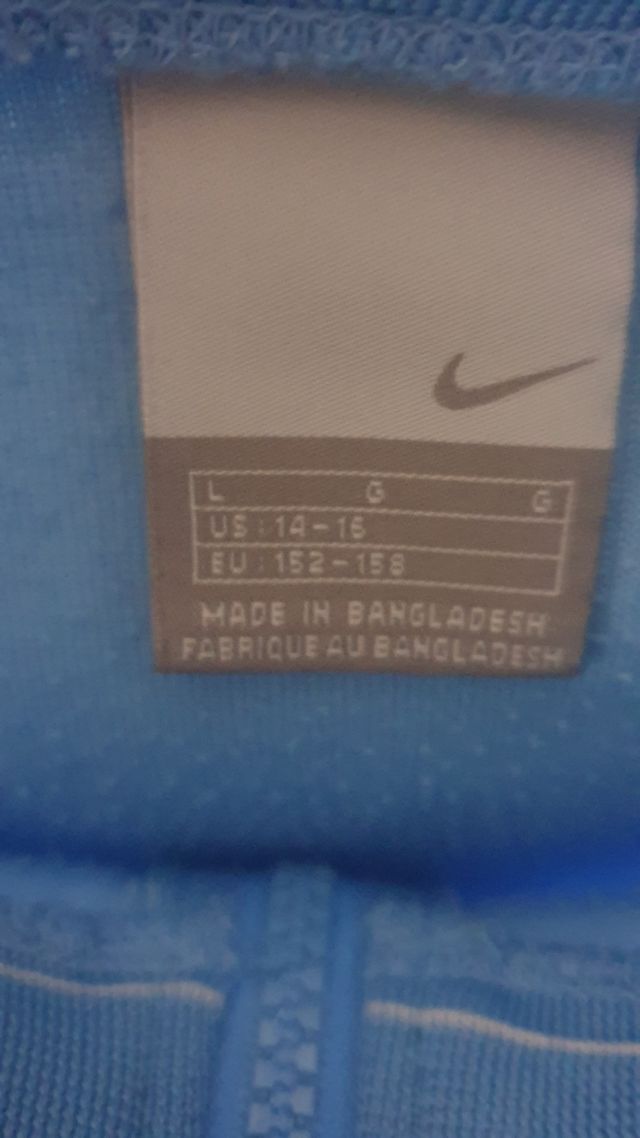 L G G
US : 14-16
EU : 152-158
MADE IN BANGLADESH
FABRIQUE AU BANGLADESH